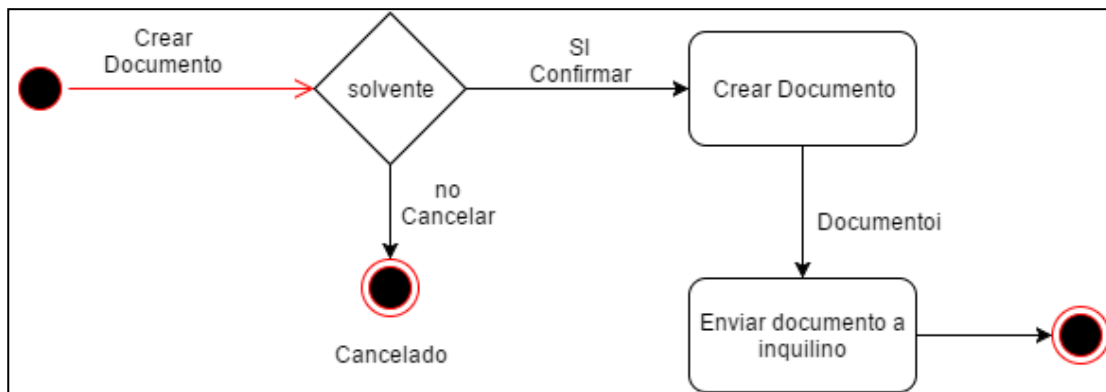 Crear
Documento
solvente
SI
Confirmar
Crear Documento
no
Cancelar
Documentoi
Cancelado
Enviar documento a
inquilino